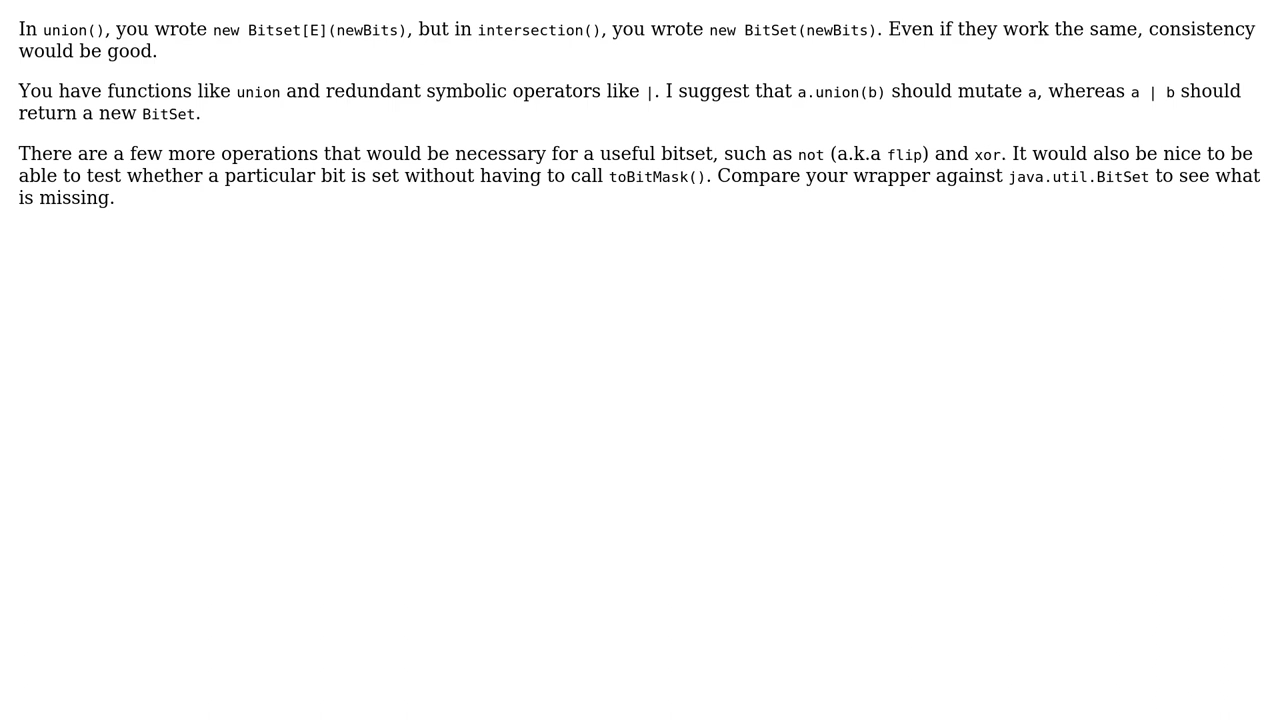 In union(), you wrote new Bitset[E](newBits), but in intersection(), you wrote new BitSet(newBits). Even if they work the same, consistency
would be good.
You have functions like union and redundant symbolic operators like |. I suggest that a.union(b) should mutate a, whereas a | b should
return a new BitSet.
There are a few more operations that would be necessary for a useful bitset, such as not (a.k.a flip) and xor. It would also be nice to be
able to test whether a particular bit is set without having to call toBitMask(). Compare your wrapper against java.util.BitSet to see what
is missing.